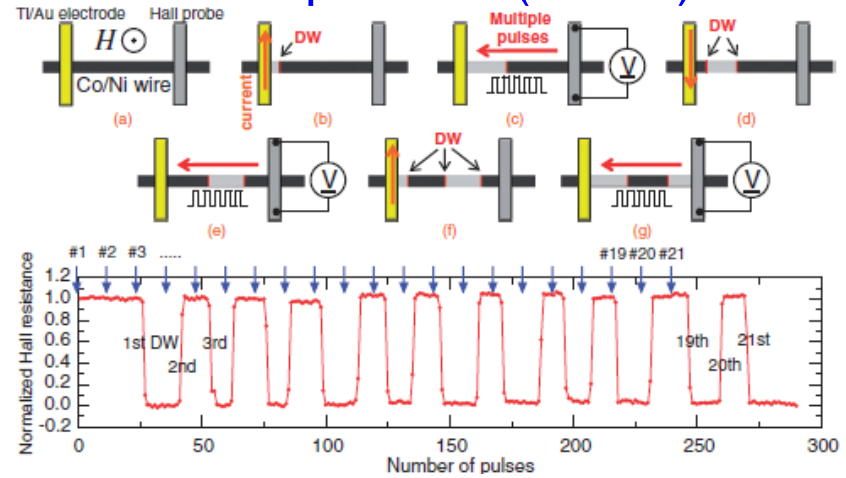 Ti/Au electrode
Hall probe
H
Co/Ni wire
(a)
DW
current
(b)
Multiple
pulses
V
(c)
DW
(d)
V
(e)
DW
(f)
V
(g)
#1 #2 #3 ..... #19 #20 #21
Normalized Hall resistance
1.2
1.0
0.8
0.6
0.4
0.2
0.0
-0.2
1st DW
2nd
3rd
19th
20th
21st
0 50 100 150 200 250 300
Number of pulses